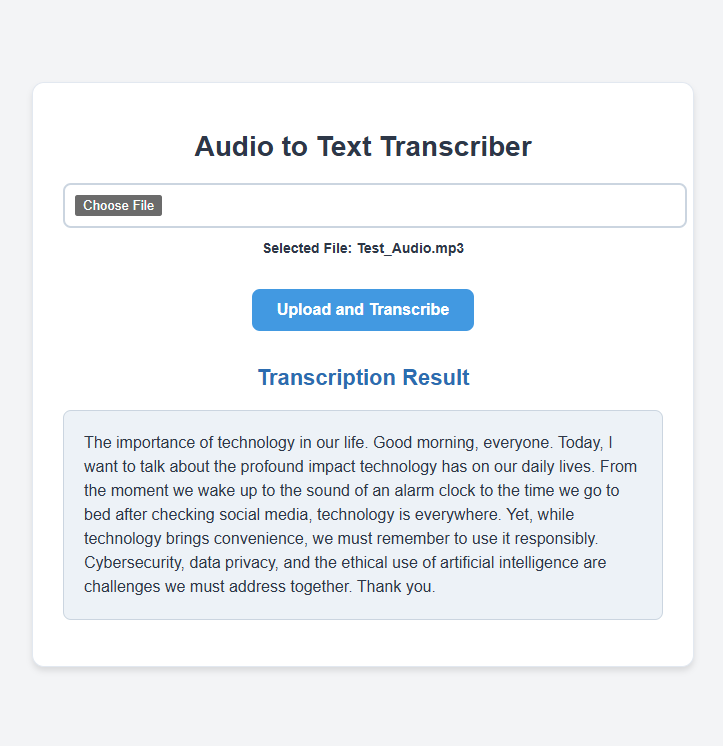 Audio to Text Transcriber
Choose File
Selected File: Test_Audio.mp3
Upload and Transcribe
Transcription Result
The importance of technology in our life. Good morning, everyone. Today, I
want to talk about the profound impact technology has on our daily lives. From
the moment we wake up to the sound of an alarm clock to the time we go to
bed after checking social media, technology is everywhere. Yet, while
technology brings convenience, we must remember to use it responsibly.
Cybersecurity, data privacy, and the ethical use of artificial intelligence are
challenges we must address together. Thank you.